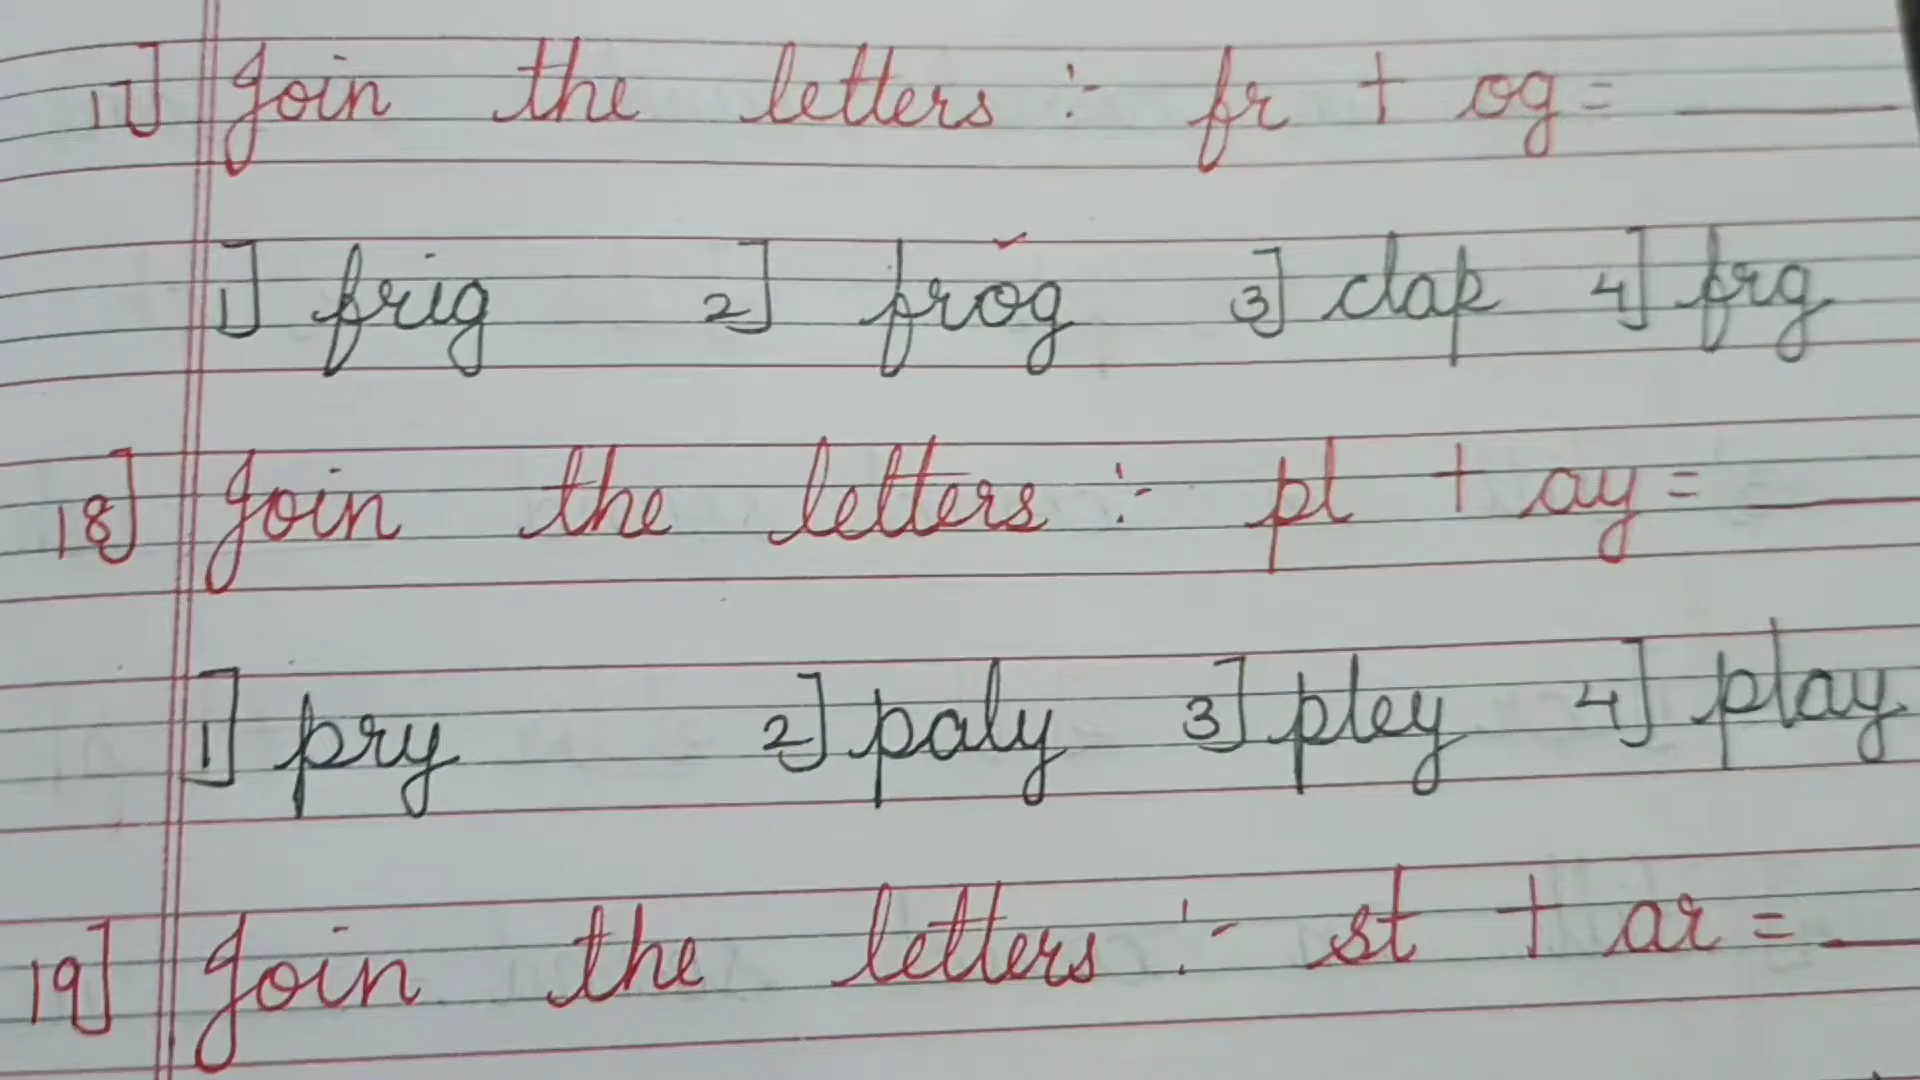 17] Join the letters :- fr + og = ____
1] frig 2] frog 3] clap 4] frg
18] Join the letters :- pl + ay = ____
1] pry 2] paly 3] pley 4] play
19] Join the letters :- st + ar = __